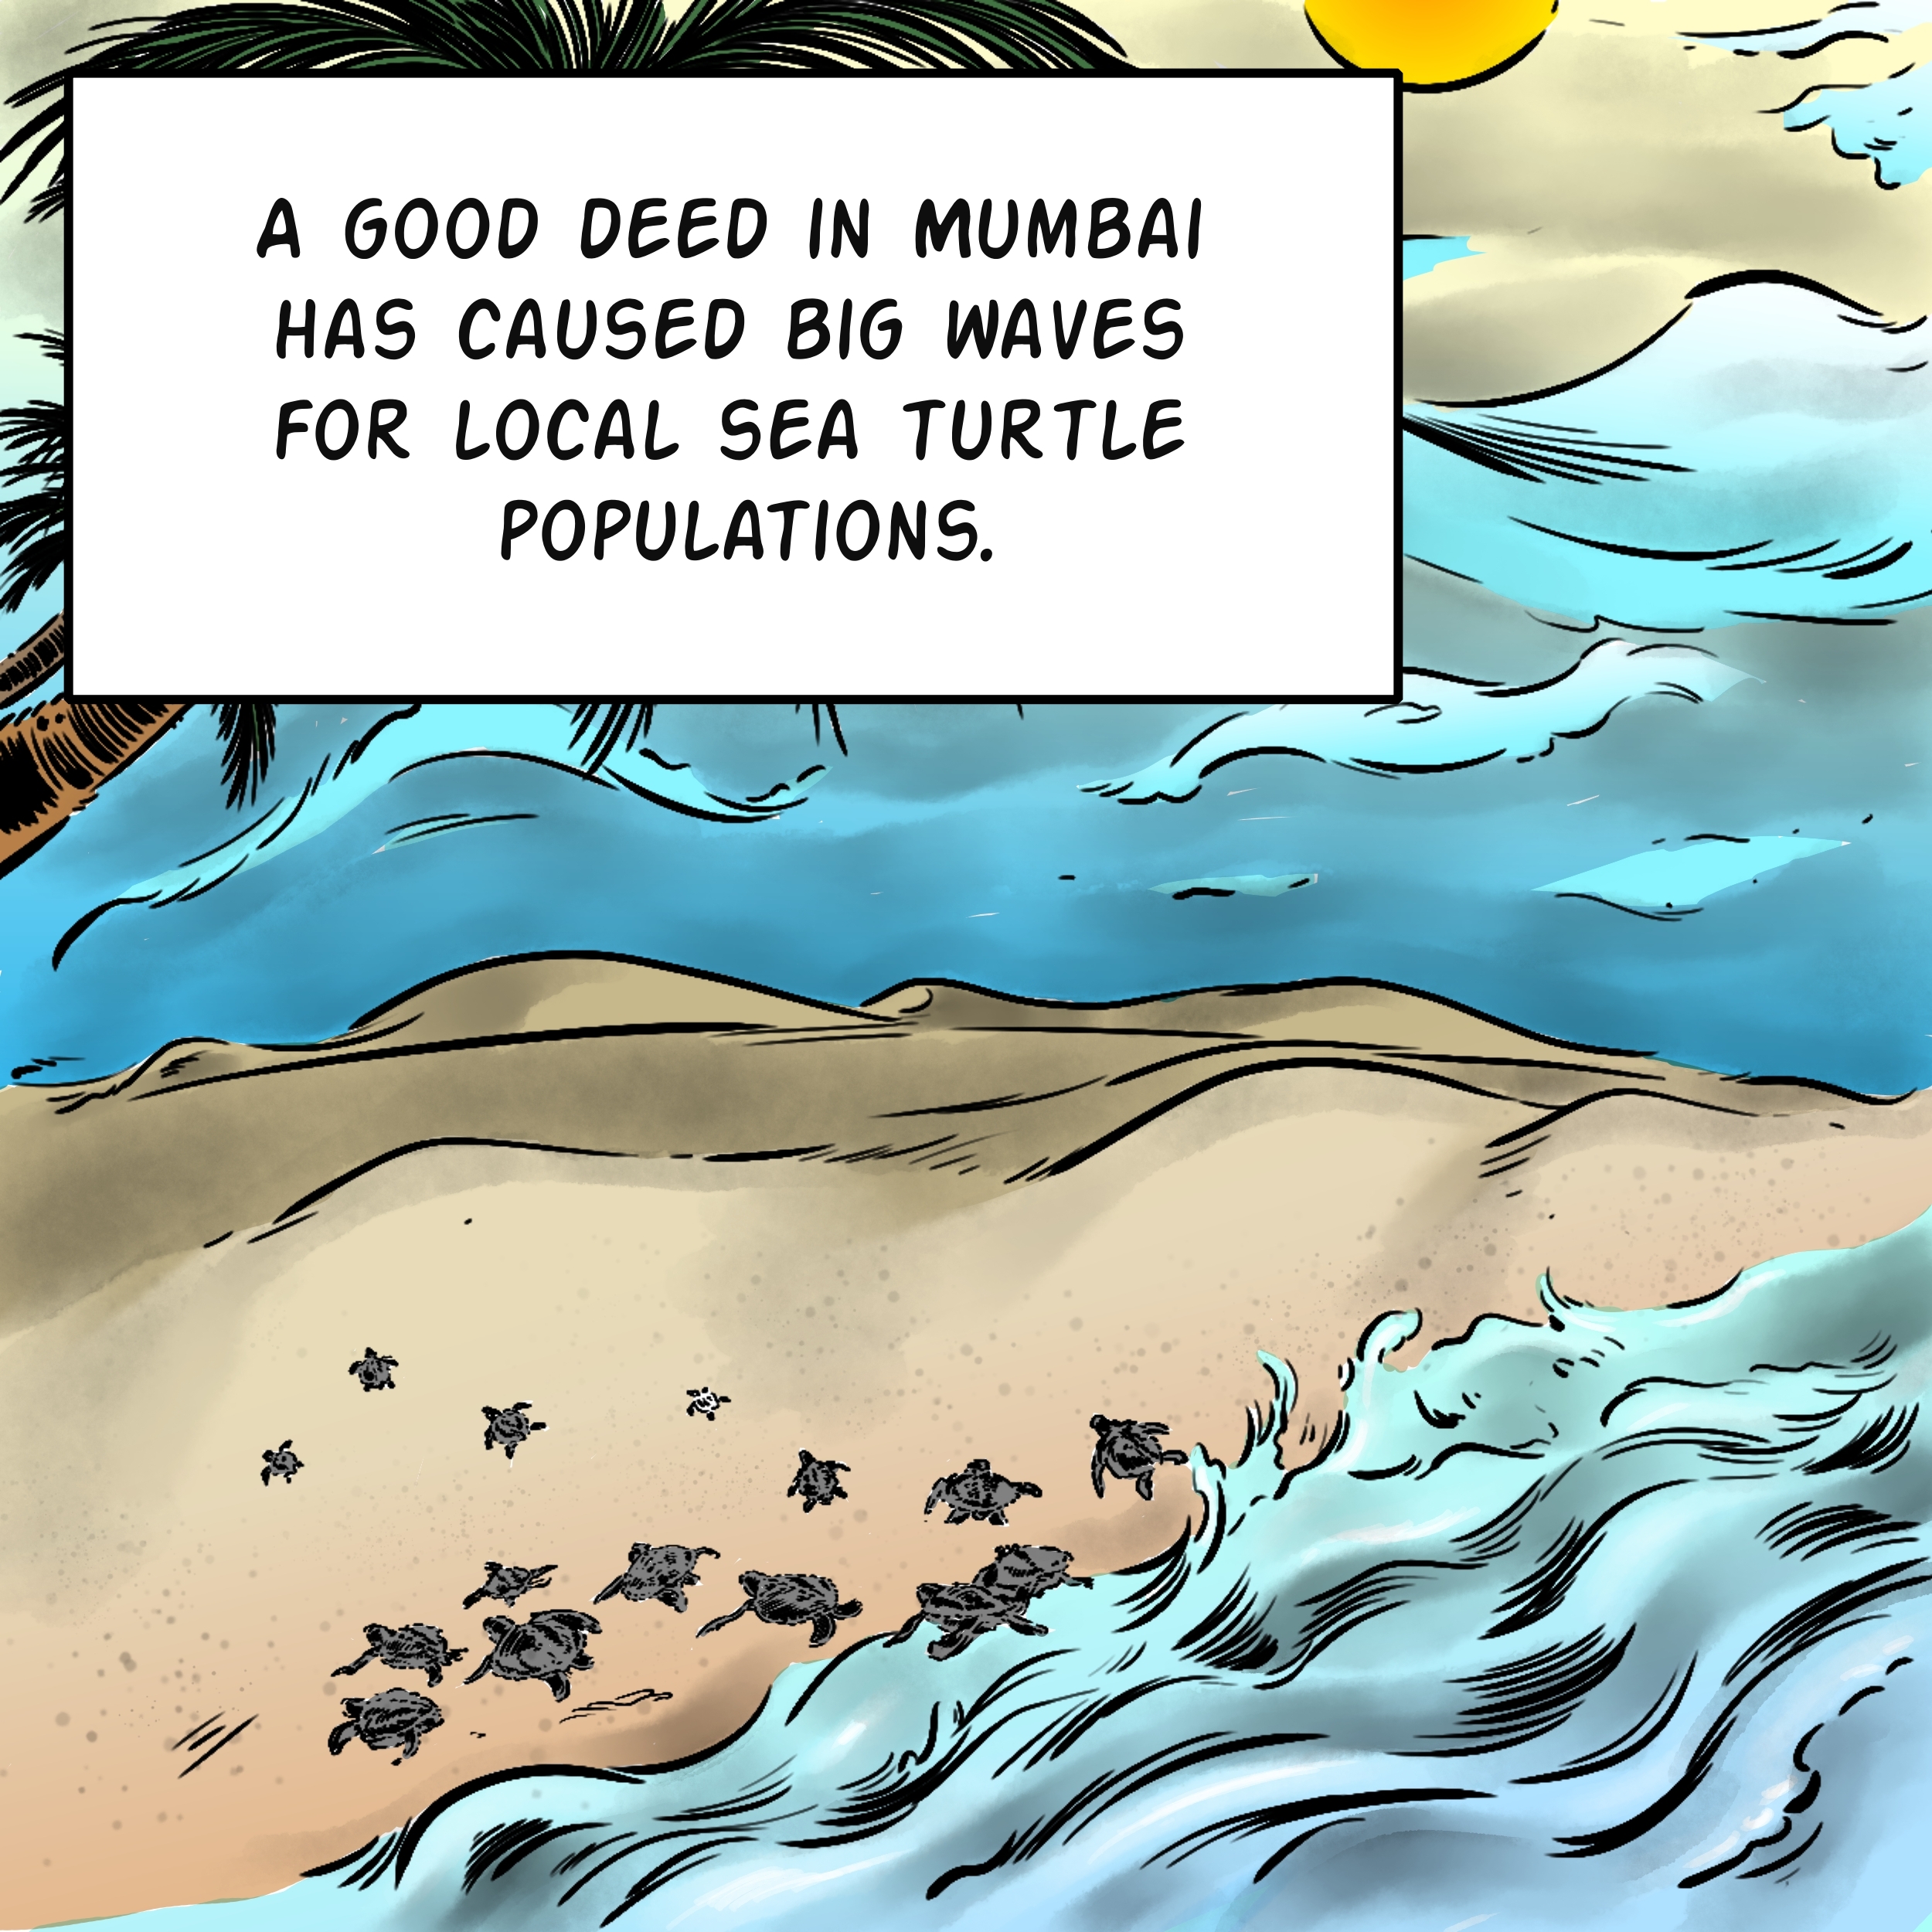 A GOOD DEED IN MUMBAI
HAS CAUSED BIG WAVES
FOR LOCAL SEA TURTLE
POPULATIONS.